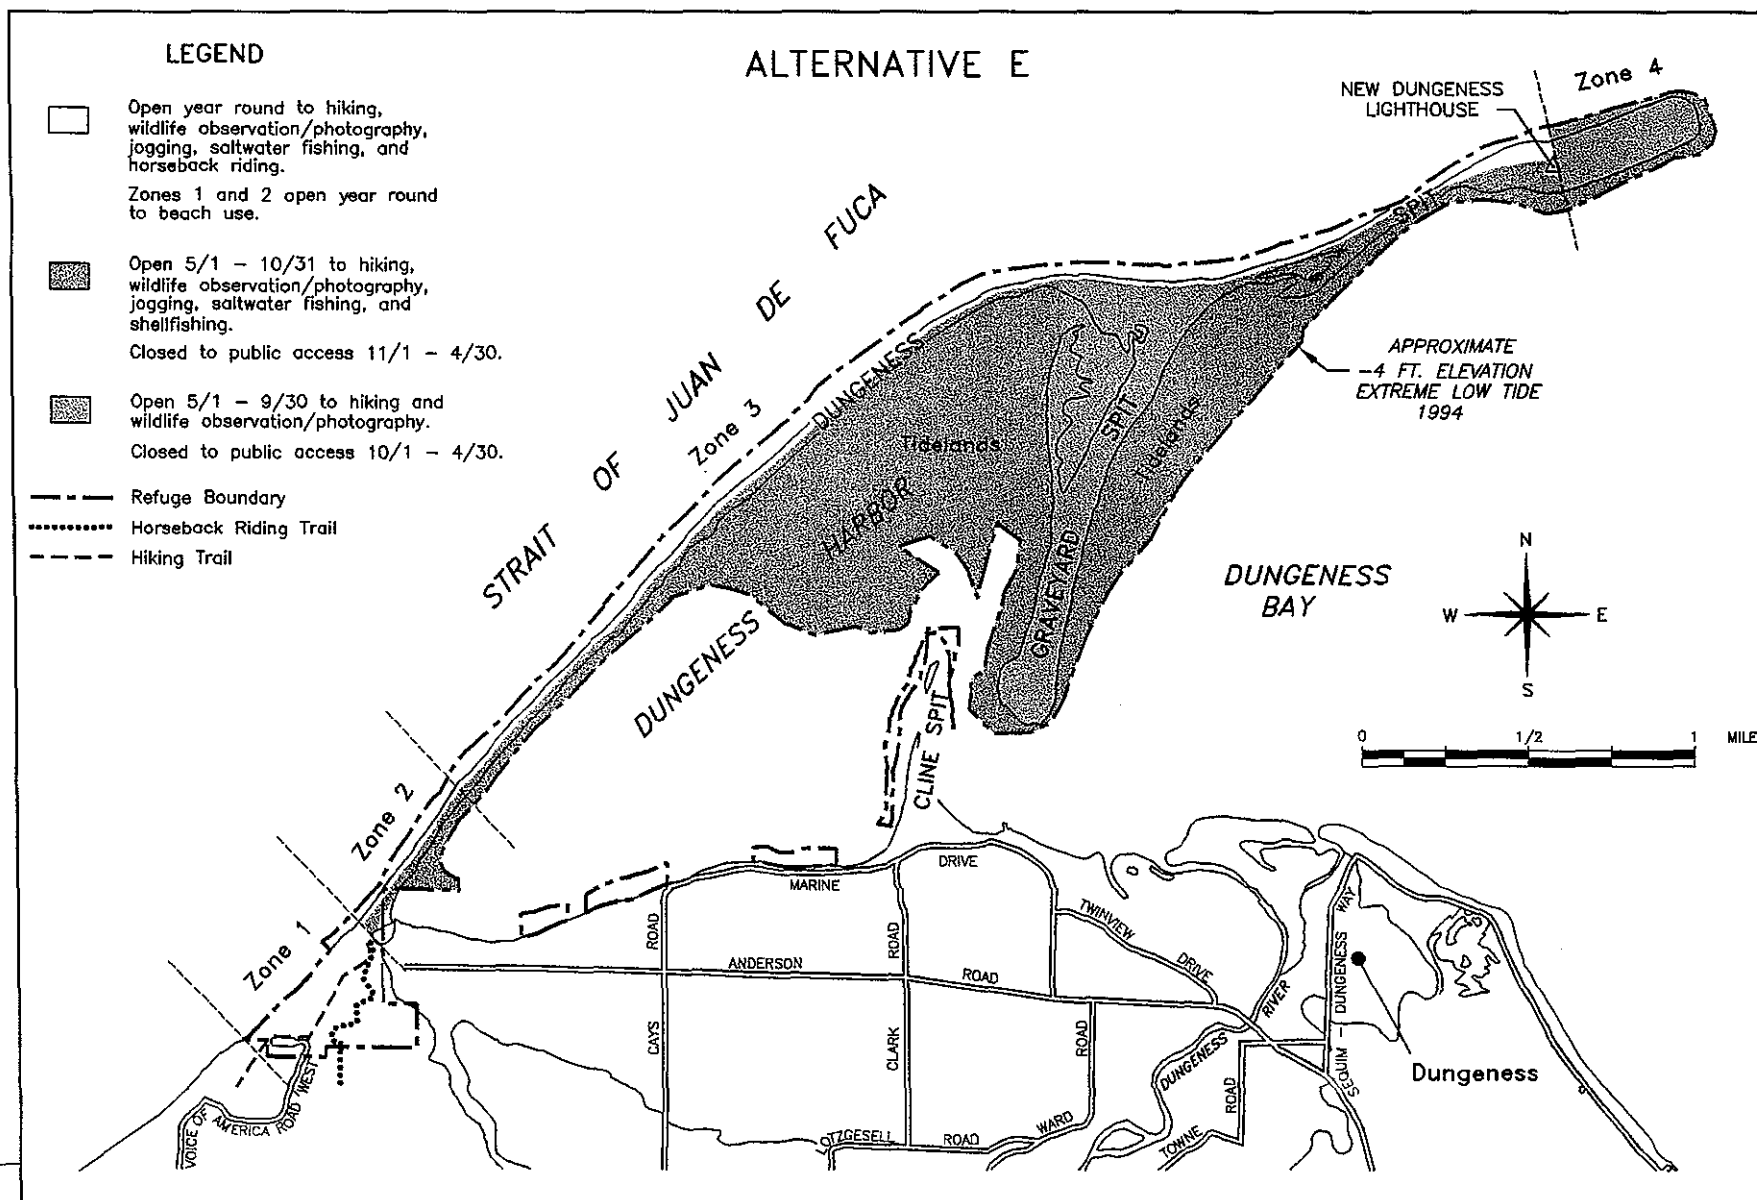 LEGEND
ALTERNATIVE E
Open year round to hiking,
wildlife observation/photography,
jogging, saltwater fishing, and
horseback riding.
Zones 1 and 2 open year round
to beach use.
Open 5/1 – 10/31 to hiking,
wildlife observation/photography,
jogging, saltwater fishing, and
shellfishing.
Closed to public access 11/1 – 4/30.
Open 5/1 – 9/30 to hiking and
wildlife observation/photography.
Closed to public access 10/1 – 4/30.
Refuge Boundary
Horseback Riding Trail
Hiking Trail
NEW DUNGENESS
LIGHTHOUSE
Zone 4
STRAIT OF JUAN DE FUCA
DUNGENESS SPIT
Zone 3
Tidelands
GRAVEYARD SPIT
Tidelands
APPROXIMATE
-4 FT. ELEVATION
EXTREME LOW TIDE
1994
DUNGENESS HARBOR
DUNGENESS
BAY
N
W E
S
0 1/2 1 MILE
CLINE SPIT
Zone 2
Zone 1
MARINE DRIVE
CAYS ROAD
CLARK ROAD
ANDERSON ROAD
TWINVIEW DRIVE
ROAD
DUNGENESS RIVER
SEQUIM – DUNGENESS WAY
Dungeness
VOICE OF AMERICA ROAD WEST
LOTZGESELL ROAD
WARD
TOWNE ROAD